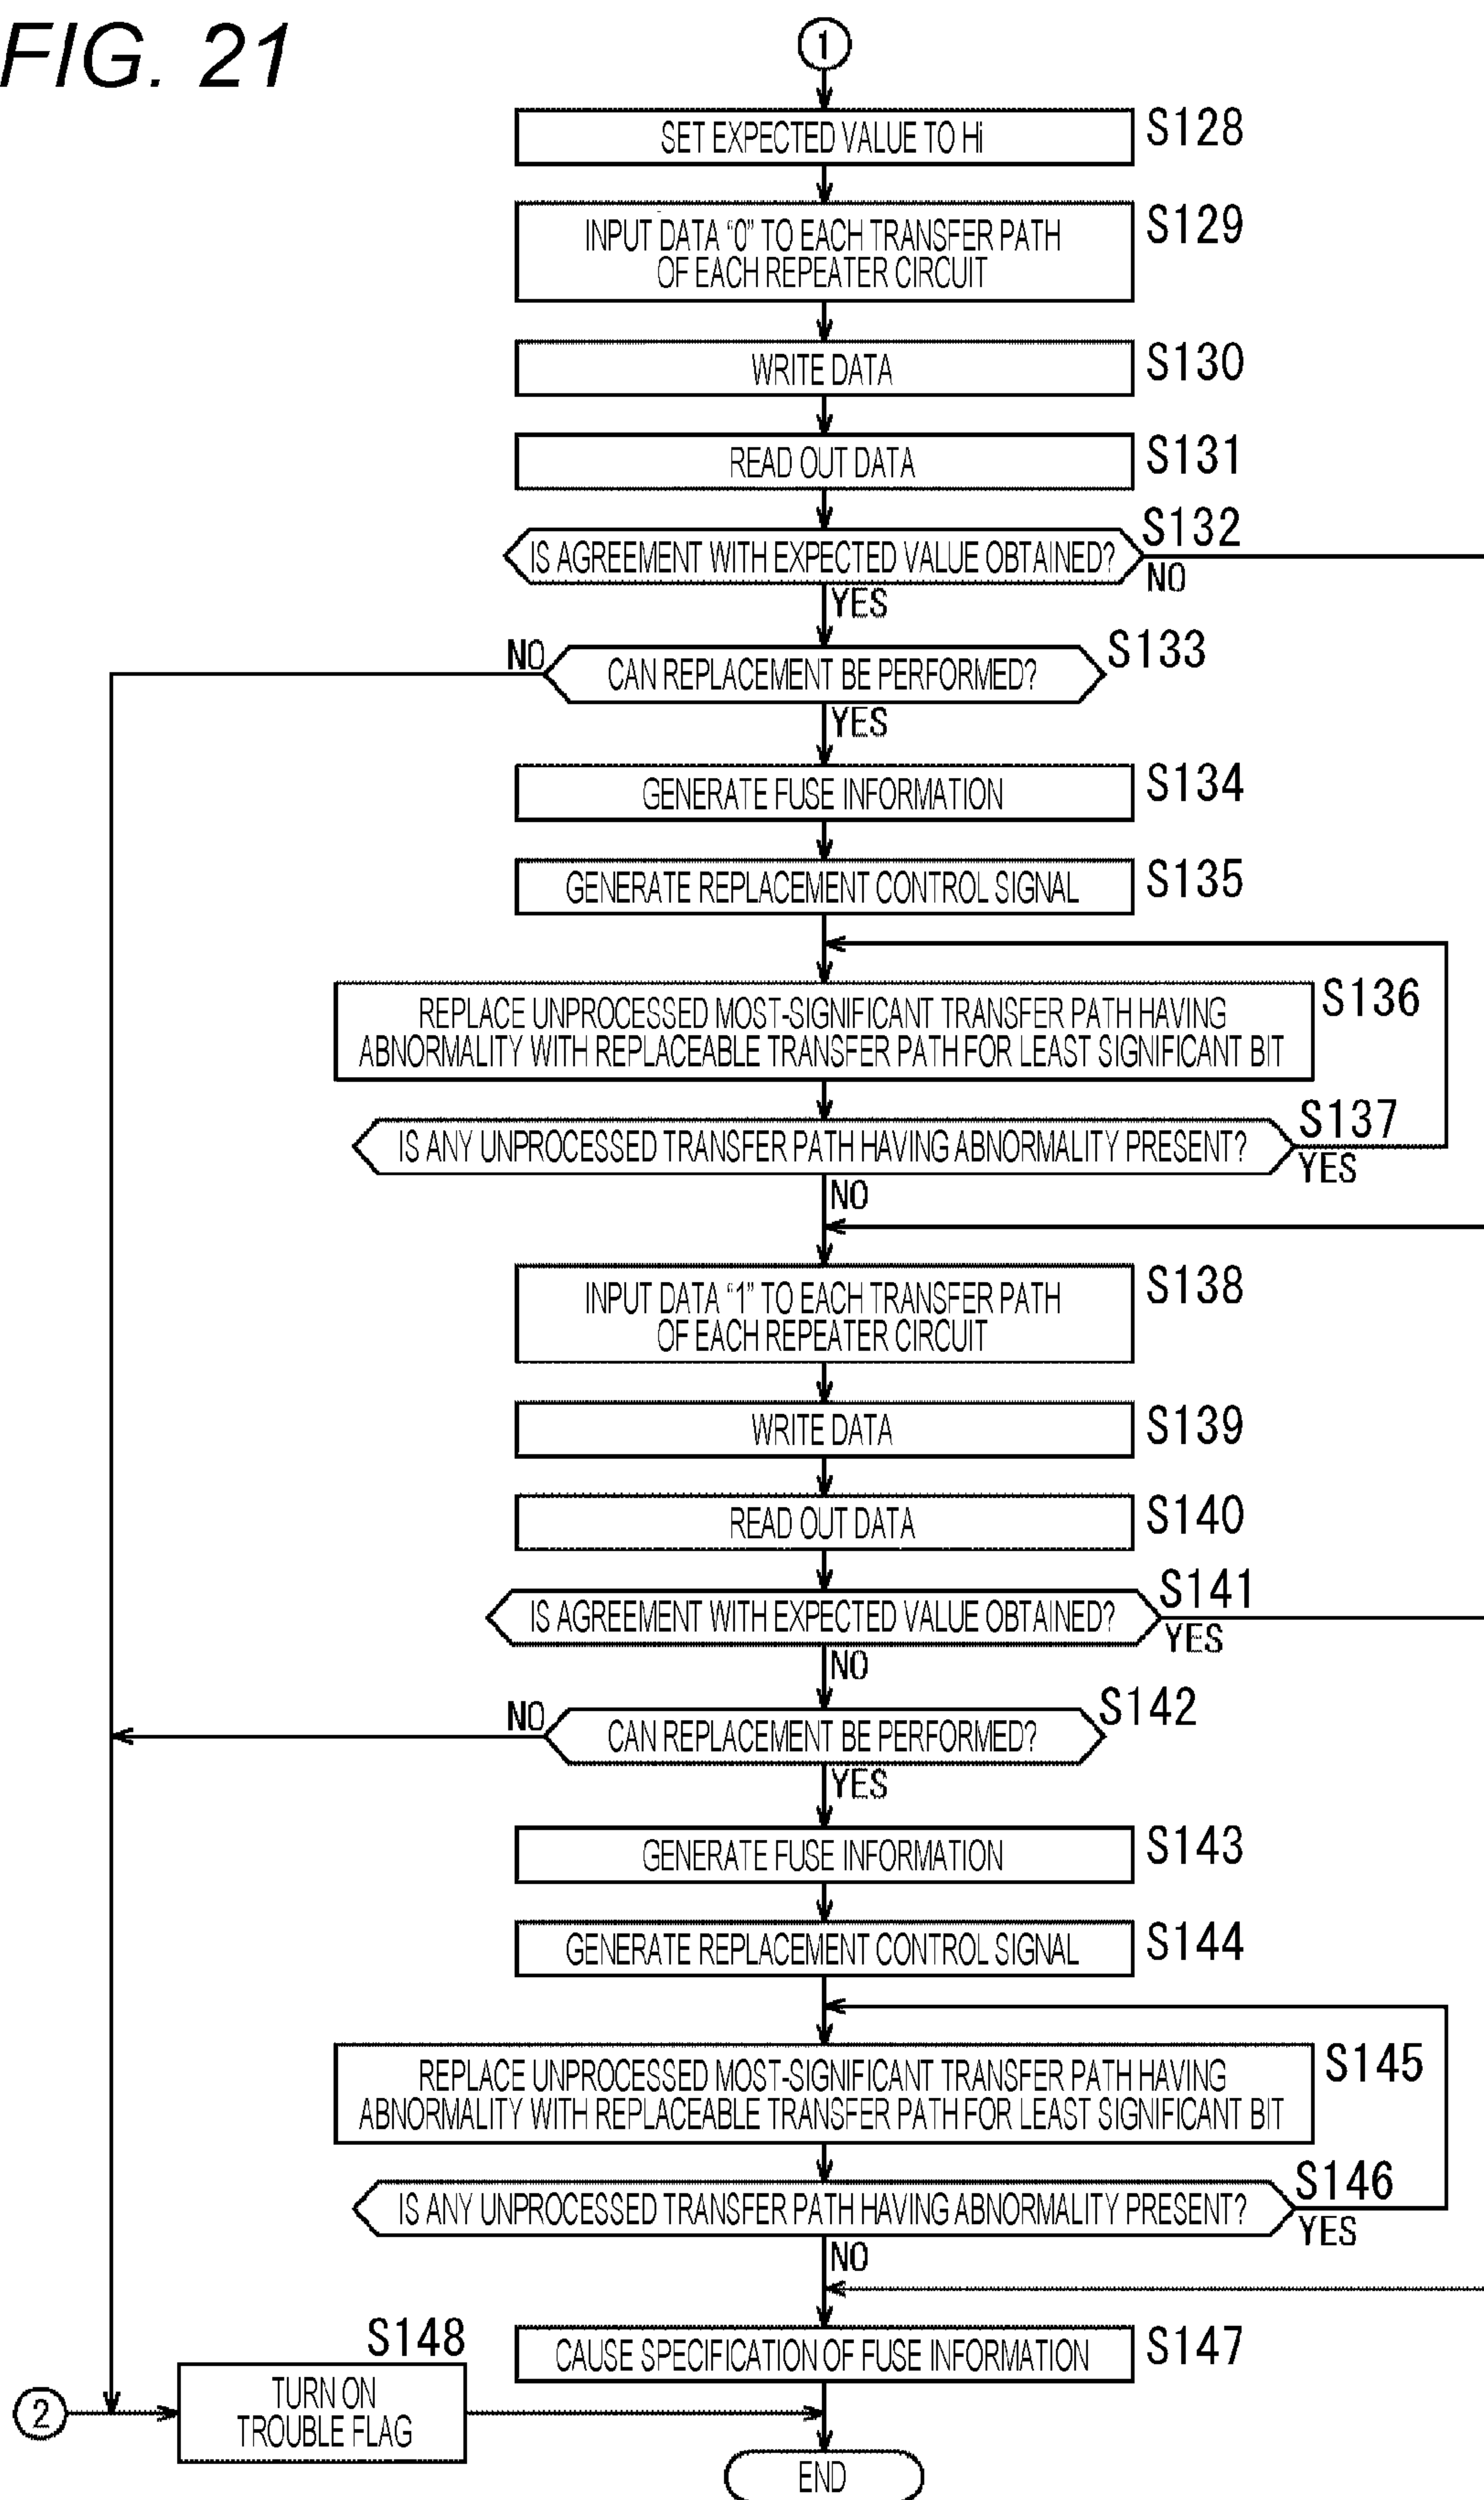 FIG. 21
1
SET EXPECTED VALUE TO Hi
S128
INPUT DATA “0” TO EACH TRANSFER PATH
OF EACH REPEATER CIRCUIT
S129
WRITE DATA
S130
READ OUT DATA
S131
IS AGREEMENT WITH EXPECTED VALUE OBTAINED?
S132
NO
YES
NO
CAN REPLACEMENT BE PERFORMED?
S133
YES
GENERATE FUSE INFORMATION
S134
GENERATE REPLACEMENT CONTROL SIGNAL
S135
REPLACE UNPROCESSED MOST-SIGNIFICANT TRANSFER PATH HAVING
ABNORMALITY WITH REPLACEABLE TRANSFER PATH FOR LEAST SIGNIFICANT BIT
S136
IS ANY UNPROCESSED TRANSFER PATH HAVING ABNORMALITY PRESENT?
S137
YES
NO
INPUT DATA “1” TO EACH TRANSFER PATH
OF EACH REPEATER CIRCUIT
S138
WRITE DATA
S139
READ OUT DATA
S140
IS AGREEMENT WITH EXPECTED VALUE OBTAINED?
S141
YES
NO
NO
CAN REPLACEMENT BE PERFORMED?
S142
YES
GENERATE FUSE INFORMATION
S143
GENERATE REPLACEMENT CONTROL SIGNAL
S144
REPLACE UNPROCESSED MOST-SIGNIFICANT TRANSFER PATH HAVING
ABNORMALITY WITH REPLACEABLE TRANSFER PATH FOR LEAST SIGNIFICANT BIT
S145
IS ANY UNPROCESSED TRANSFER PATH HAVING ABNORMALITY PRESENT?
S146
YES
NO
CAUSE SPECIFICATION OF FUSE INFORMATION
S147
S148
2
TURN ON
TROUBLE FLAG
END